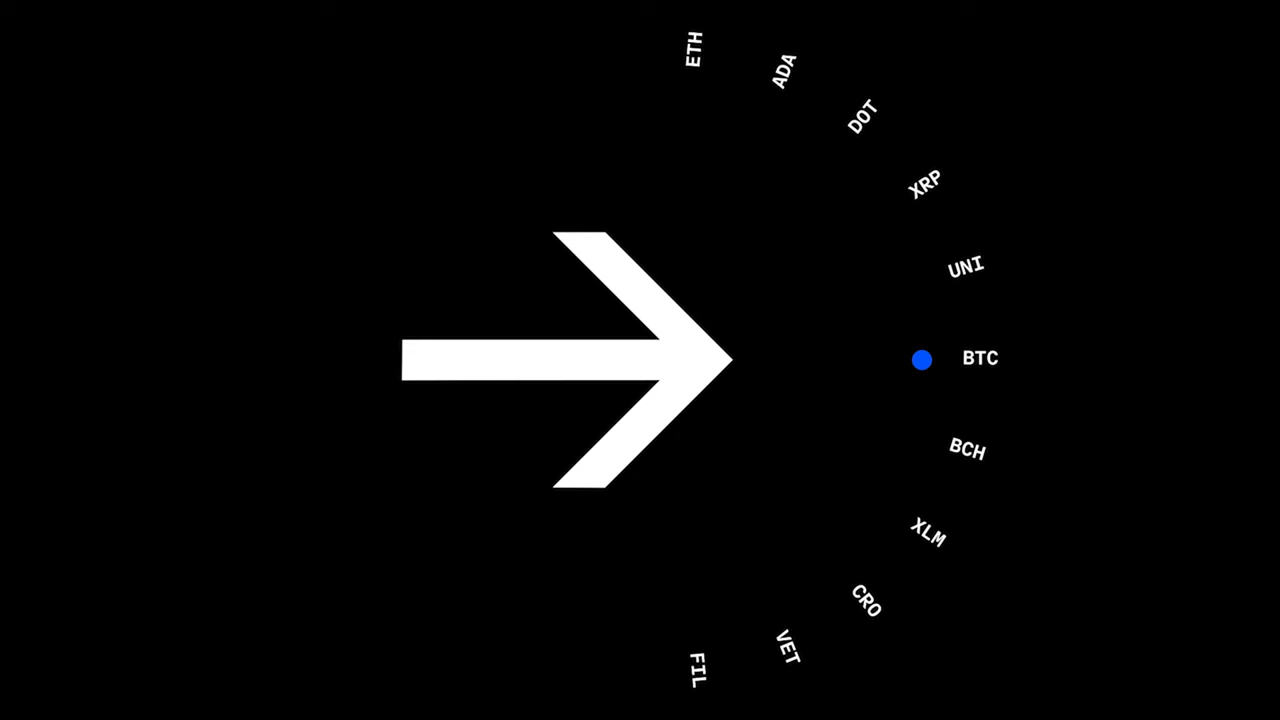 ETH
ADA
DOT
XRP
UNI
BTC
BCH
XLM
CRO
VET
FIL